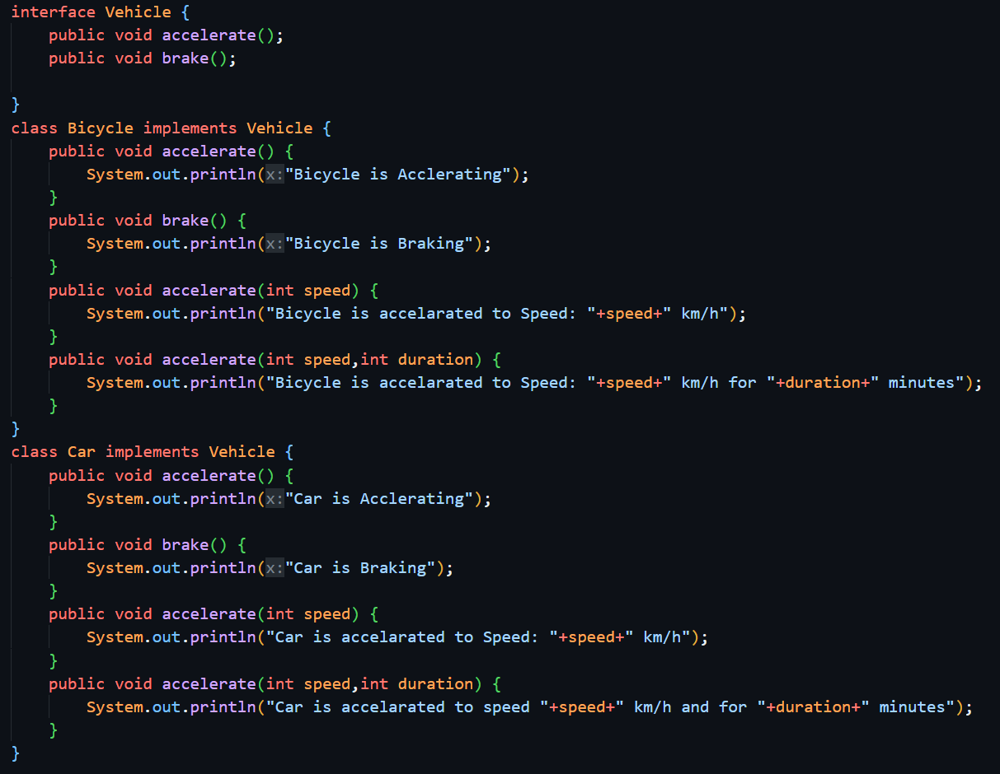 interface Vehicle {
    public void accelerate();
    public void brake();

}
class Bicycle implements Vehicle {
    public void accelerate() {
        System.out.println(x:"Bicycle is Acclerating");
    }
    public void brake() {
        System.out.println(x:"Bicycle is Braking");
    }
    public void accelerate(int speed) {
        System.out.println("Bicycle is accelarated to Speed: "+speed+" km/h");
    }
    public void accelerate(int speed,int duration) {
        System.out.println("Bicycle is accelarated to Speed: "+speed+" km/h for "+duration+" minutes");
    }
}
class Car implements Vehicle {
    public void accelerate() {
        System.out.println(x:"Car is Acclerating");
    }
    public void brake() {
        System.out.println(x:"Car is Braking");
    }
    public void accelerate(int speed) {
        System.out.println("Car is accelarated to Speed: "+speed+" km/h");
    }
    public void accelerate(int speed,int duration) {
        System.out.println("Car is accelarated to speed "+speed+" km/h and for "+duration+" minutes");
    }
}